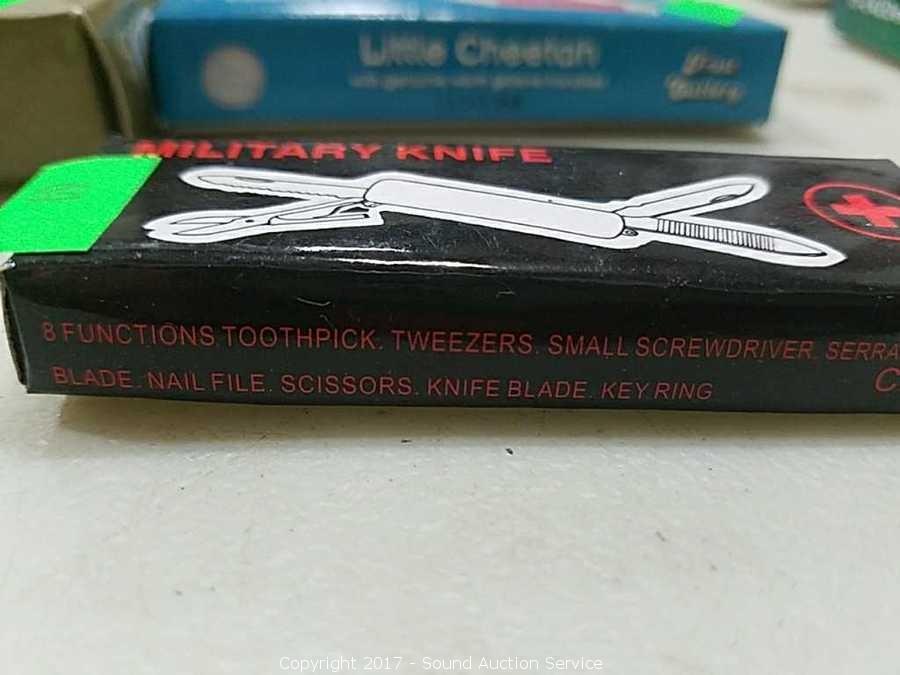 Little Cheetah
MILITARY KNIFE
8 FUNCTIONS TOOTHPICK. TWEEZERS. SMALL SCREWDRIVER. SERRA
BLADE. NAIL FILE. SCISSORS. KNIFE BLADE. KEY RING
C
Copyright 2017 - Sound Auction Service